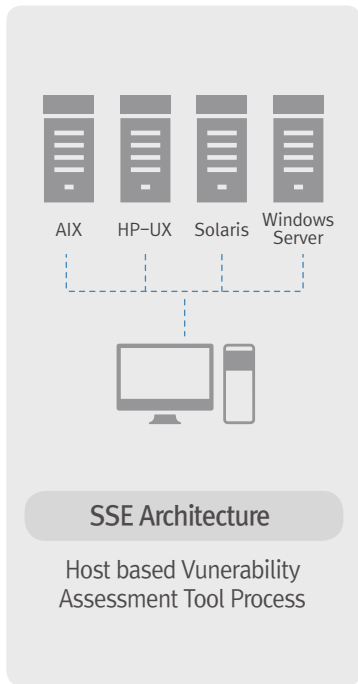 AIX
HP-UX
Solaris
Windows
Server
SSE Architecture
Host based Vunerability
Assessment Tool Process